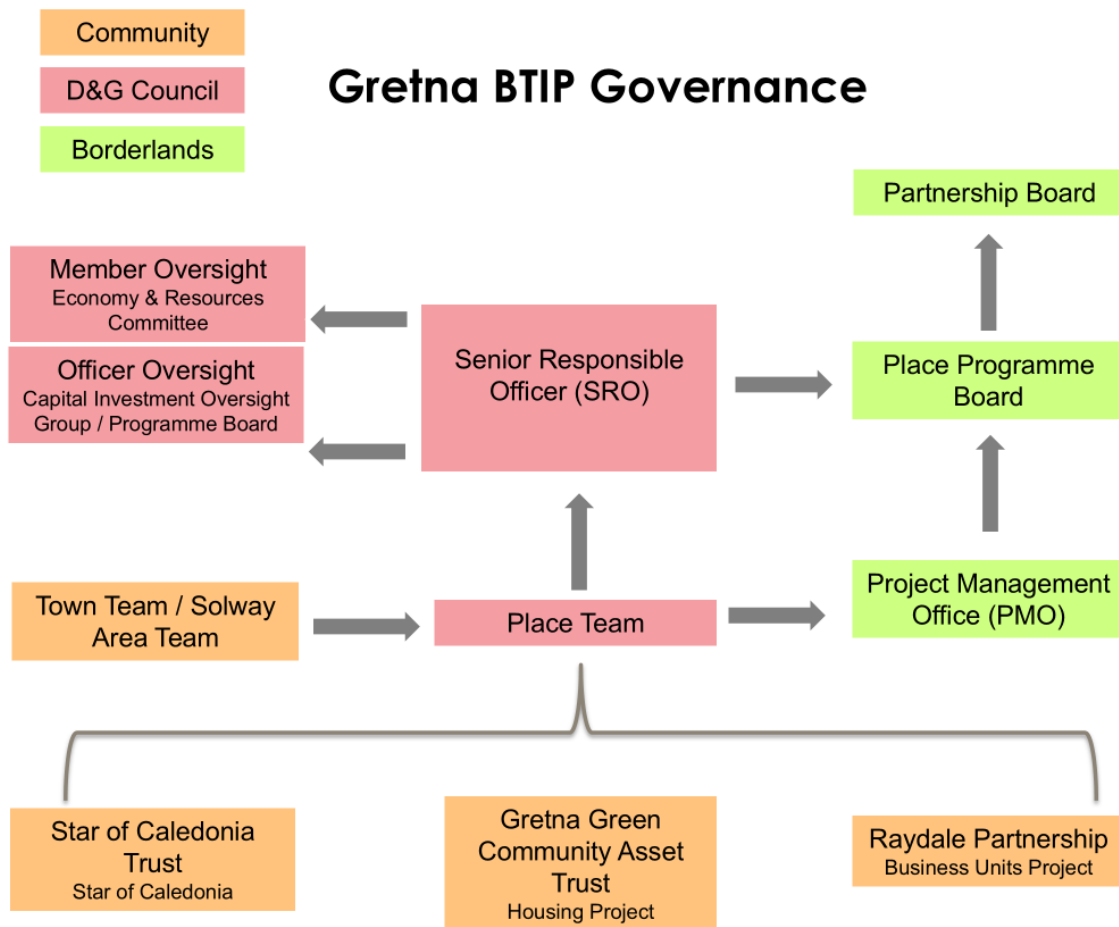 Community
D&G Council
Borderlands
Gretna BTIP Governance
Partnership Board
Member Oversight
Economy & Resources
Committee
Officer Oversight
Capital Investment Oversight
Group / Programme Board
Senior Responsible
Officer (SRO)
Place Programme
Board
Town Team / Solway
Area Team
Place Team
Project Management
Office (PMO)
Star of Caledonia
Trust
Star of Caledonia
Gretna Green
Community Asset
Trust
Housing Project
Raydale Partnership
Business Units Project